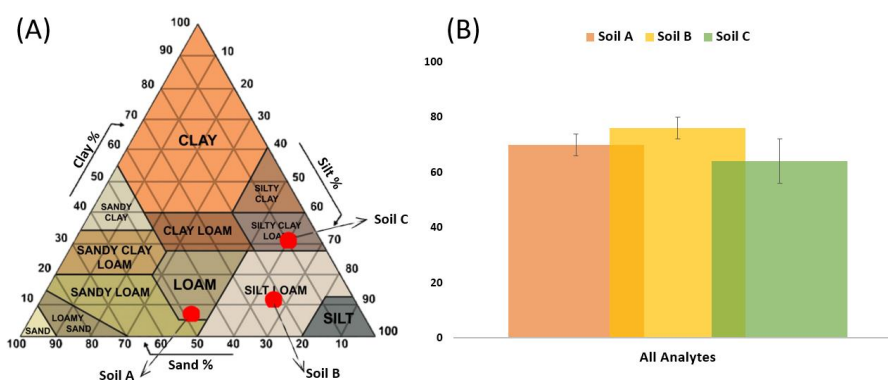 (A)
100
90
10
80
20
70
30
Clay %
60
CLAY
40
Silt %
50
SILTY
CLAY
50
40
SANDY
CLAY
60
30
CLAY LOAM
SILTY CLAY
LOAM
70
Soil C
20
SANDY CLAY
LOAM
80
10
SANDY LOAM
LOAM
SILT LOAM
90
SAND
LOAMY
SAND
SILT
100
100 90 80 70 60 50 40 30 20 10
Sand %
Soil A
Soil B
(B)
Soil A Soil B Soil C
100
80
60
40
20
0
All Analytes